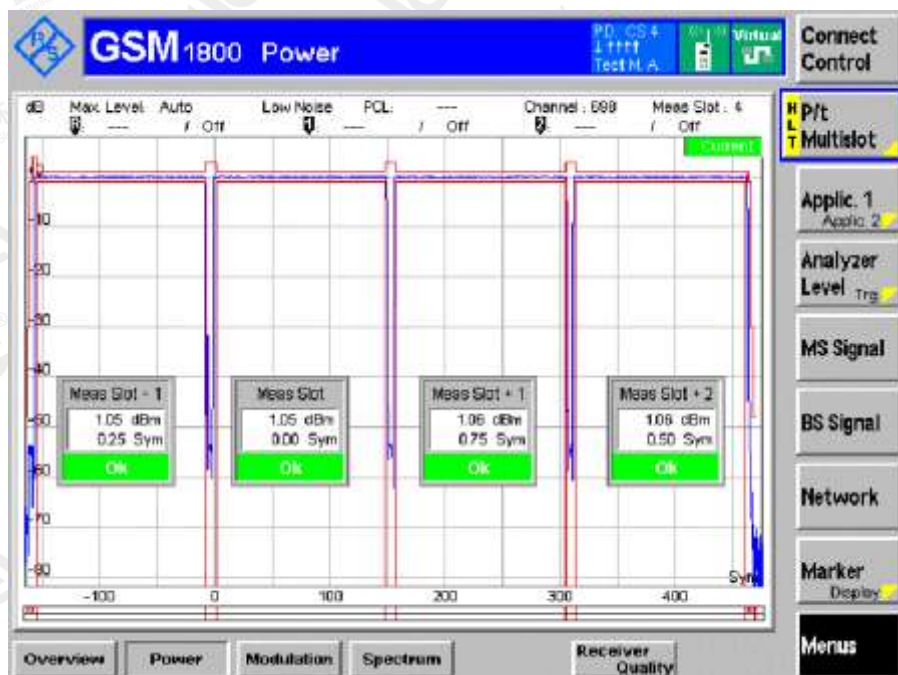 R S
GSM 1800 Power
PD: CS 4
Test M. A
Virtual
Connect
Control
dB Max. Level: Auto Low Noise PCL: --- Channel : 698 Meas Slot : 4
--- / Off 1 --- / Off 2 --- / Off
Current
H L T
P/t
Multislot
Applic. 1
Applic. 2
Analyzer
Level Trg.
MS Signal
BS Signal
Network
Marker
Display
Menus
-10
-20
-30
-40
-50
-60
-70
-80
Meas Slot - 1
1.05 dBm
0.25 Sym
Ok
Meas Slot
1.05 dBm
0.00 Sym
Ok
Meas Slot + 1
1.06 dBm
0.75 Sym
Ok
Meas Slot + 2
1.06 dBm
0.50 Sym
Ok
Sym
-100 0 100 200 300 400
Overview Power Modulation Spectrum Receiver
Quality